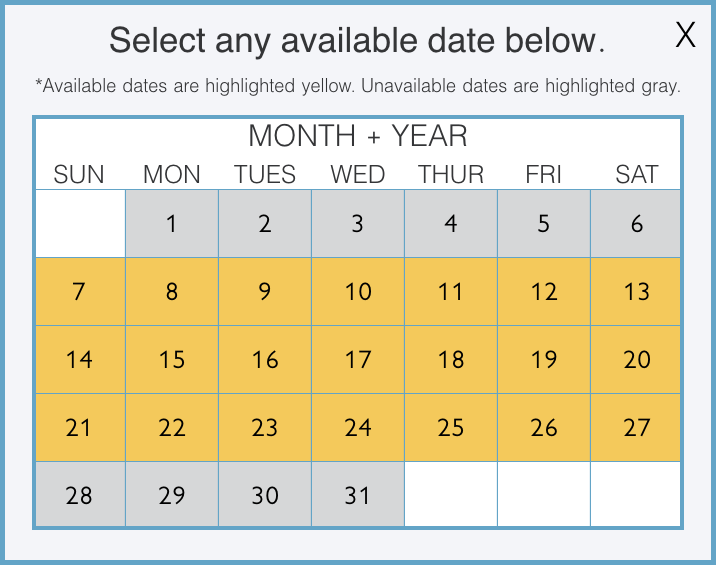 Select any available date below.
X
*Available dates are highlighted yellow. Unavailable dates are highlighted gray.
MONTH + YEAR
SUN MON TUES WED THUR FRI SAT
1 2 3 4 5 6
7 8 9 10 11 12 13
14 15 16 17 18 19 20
21 22 23 24 25 26 27
28 29 30 31